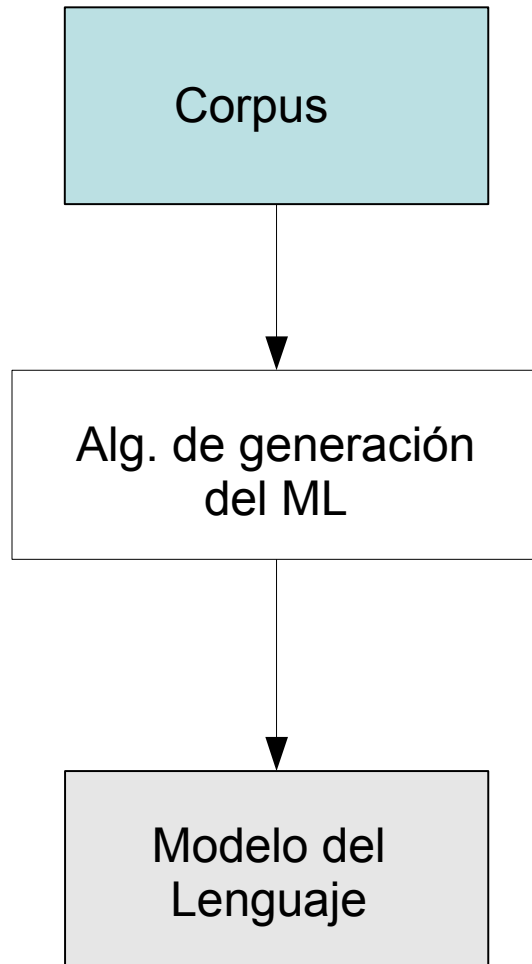 Corpus
Alg. de generación
del ML
Modelo del
Lenguaje